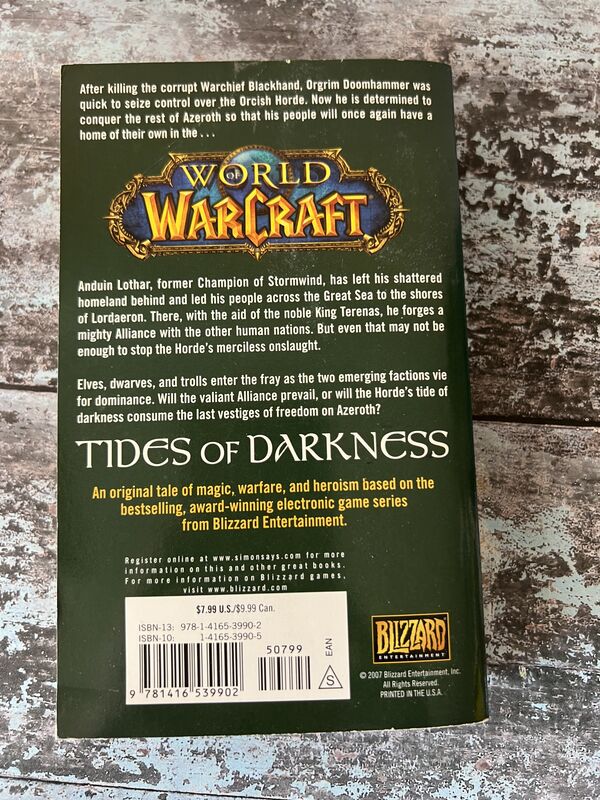 After killing the corrupt Warchief Blackhand, Orgrim Doomhammer was
quick to seize control over the Orcish Horde. Now he is determined to
conquer the rest of Azeroth so that his people will once again have a
home of their own in the . . .
WORLD
OF
WARCRAFT
Anduin Lothar, former Champion of Stormwind, has left his shattered
homeland behind and led his people across the Great Sea to the shores
of Lordaeron. There, with the aid of the noble King Terenas, he forges a
mighty Alliance with the other human nations. But even that may not be
enough to stop the Horde's merciless onslaught.
Elves, dwarves, and trolls enter the fray as the two emerging factions vie
for dominance. Will the valiant Alliance prevail, or will the Horde's tide of
darkness consume the last vestiges of freedom on Azeroth?
TIDES OF DARKNESS
An original tale of magic, warfare, and heroism based on the
bestselling, award-winning electronic game series
from Blizzard Entertainment.
Register online at www.simonsays.com for more
information on this and other great books.
For more information on Blizzard games,
visit www.blizzard.com
$7.99 U.S./$9.99 Can.
ISBN-13: 978-1-4165-3990-2
ISBN-10: 1-4165-3990-5
50799
9 781416 539902
EAN
S
BLIZZARD
ENTERTAINMENT
© 2007 Blizzard Entertainment, Inc.
All Rights Reserved.
PRINTED IN THE U.S.A.